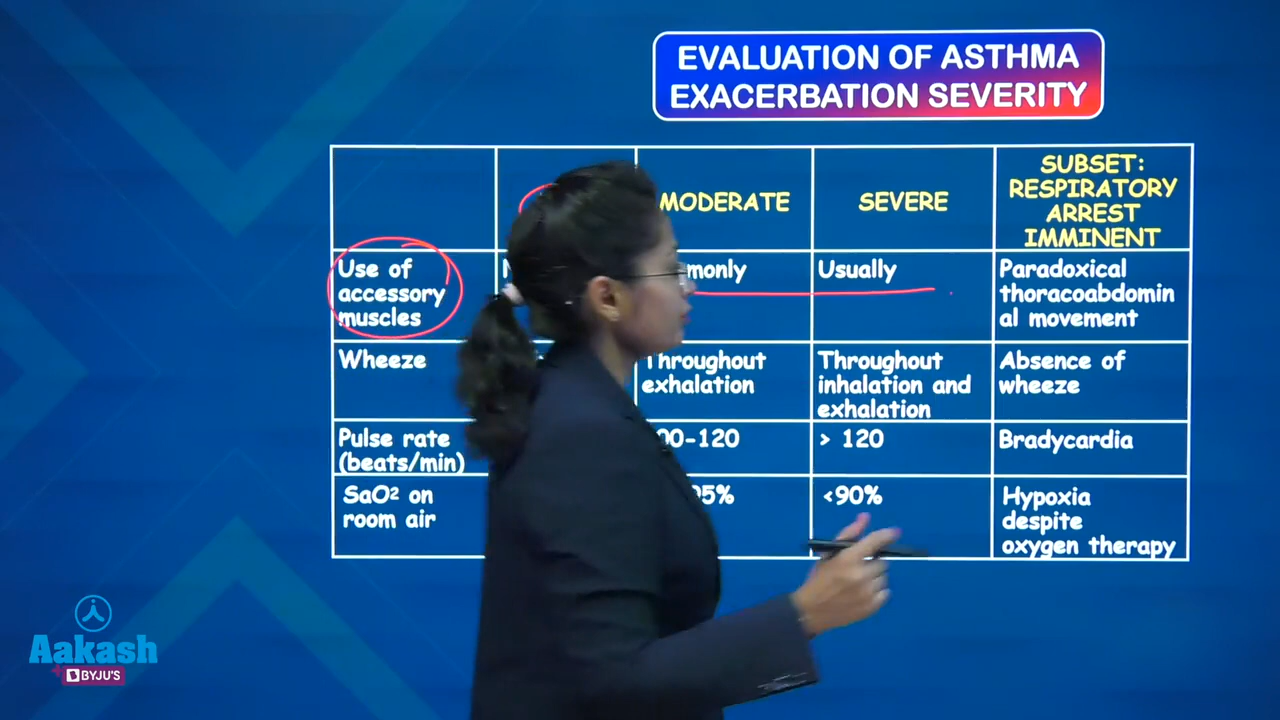 EVALUATION OF ASTHMA
EXACERBATION SEVERITY
MODERATE
SEVERE
SUBSET:
RESPIRATORY
ARREST
IMMINENT
Use of
accessory
muscles
Usually
Paradoxical
thoracoabdomin
al movement
Wheeze
Throughout
exhalation
Throughout
inhalation and
exhalation
Absence of
wheeze
Pulse rate
(beats/min)
> 120
Bradycardia
SaO2 on
room air
<90%
Hypoxia
despite
oxygen therapy
Aakash
BYJU'S